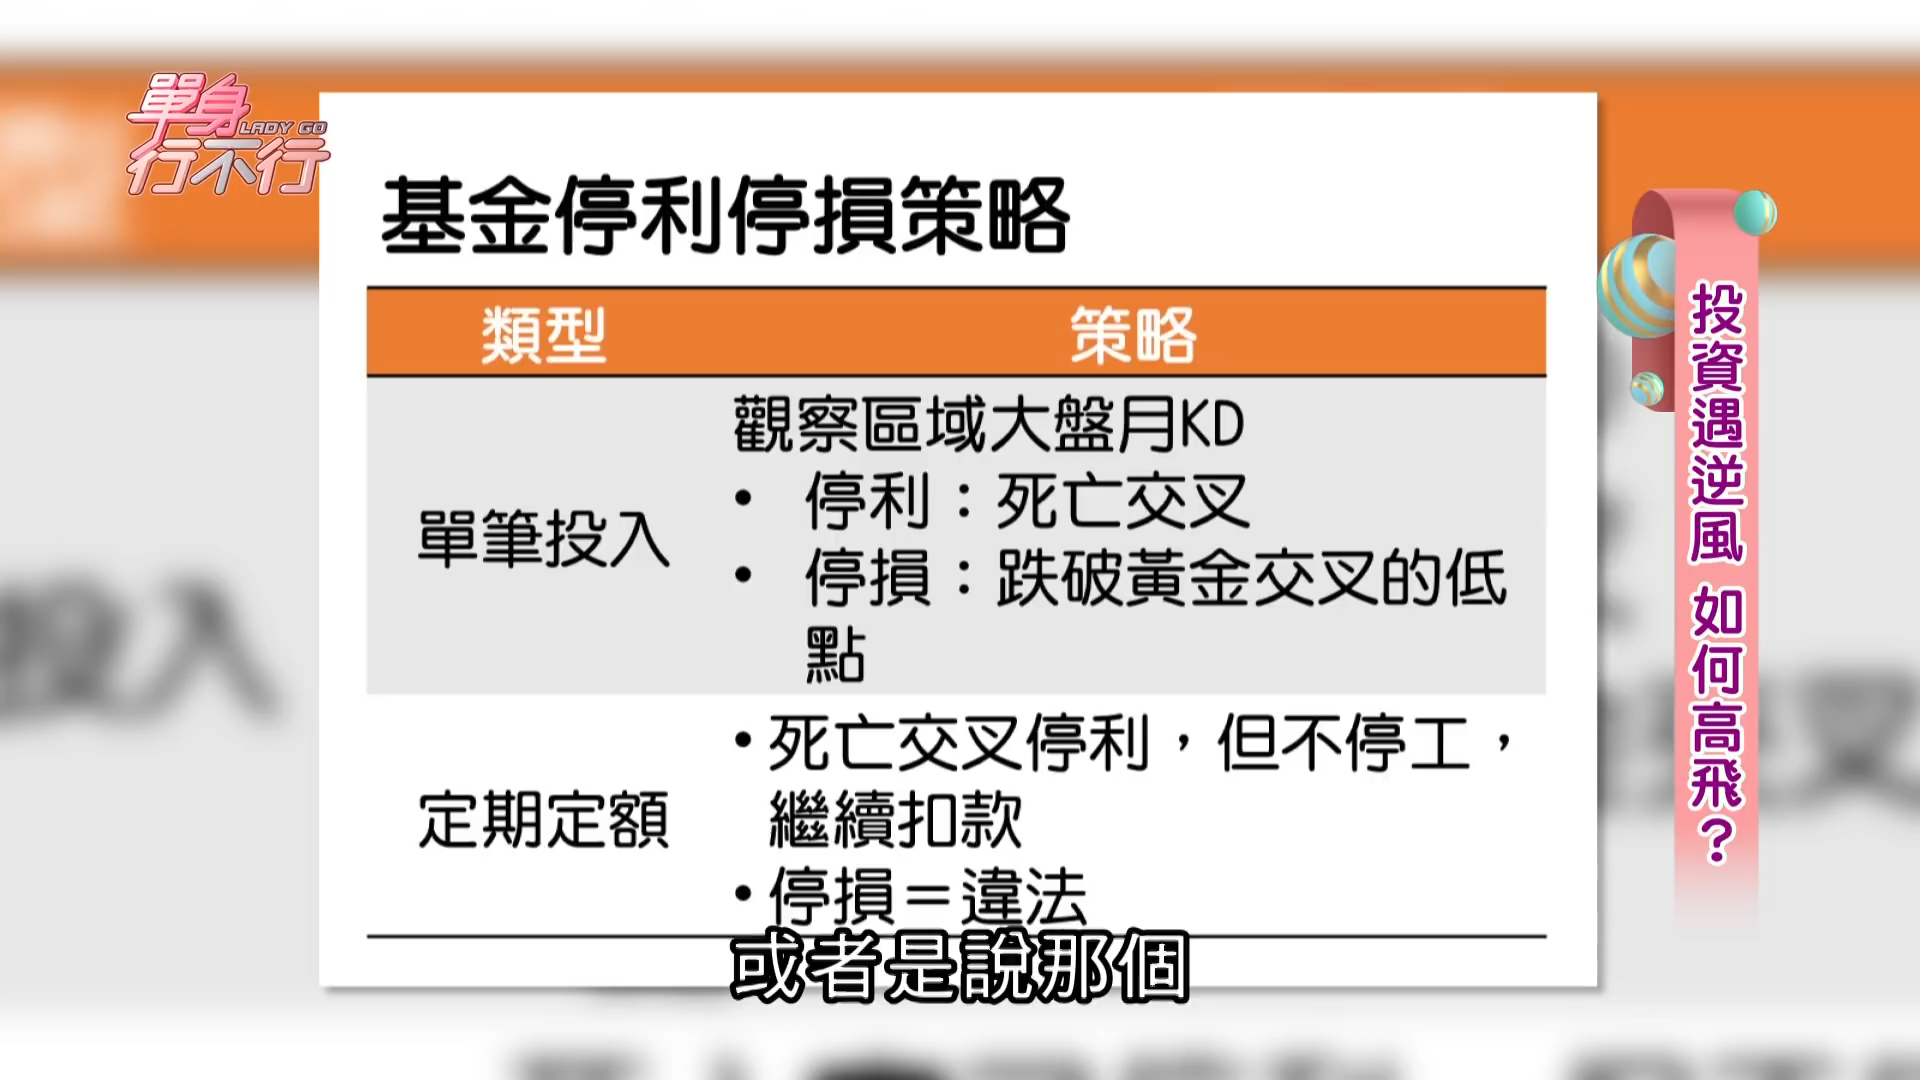 單身
LADY GO
行不行
基金停利停損策略
類型 策略
單筆投入
觀察區域大盤月KD
• 停利：死亡交叉
• 停損：跌破黃金交叉的低
點
定期定額
• 死亡交叉停利，但不停工，
繼續扣款
• 停損＝違法
或者是說那個
投資遇逆風 如何高飛？
投入